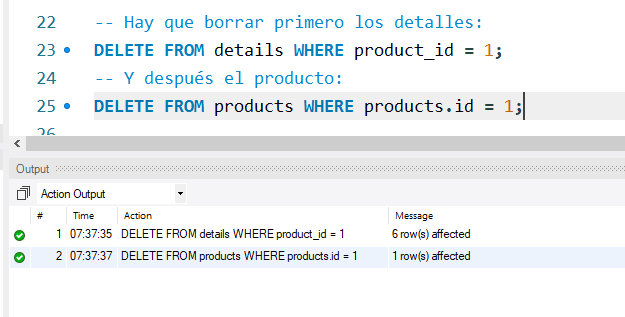 22 -- Hay que borrar primero los detalles:
23 DELETE FROM details WHERE product_id = 1;
24 -- Y después el producto:
25 DELETE FROM products WHERE products.id = 1;
26
Output
Action Output
# Time Action Message
1 07:37:35 DELETE FROM details WHERE product_id = 1 6 row(s) affected
2 07:37:37 DELETE FROM products WHERE products.id = 1 1 row(s) affected